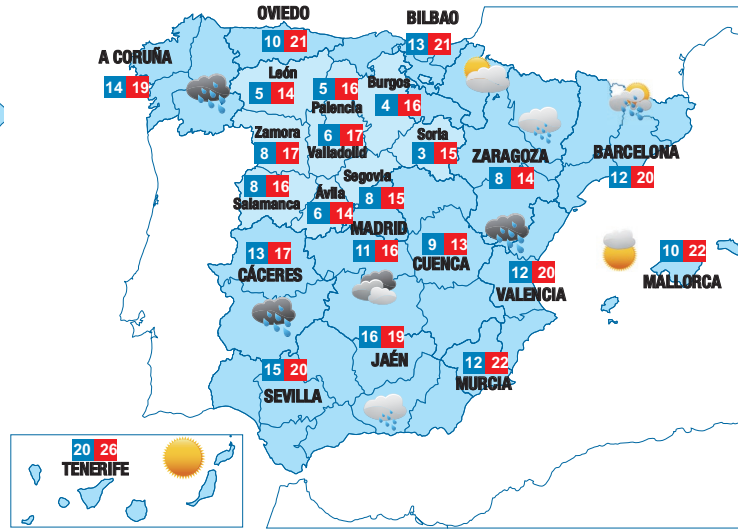 OVIEDO
10 21
BILBAO
13 21
A CORUÑA
14 19
León
5 14
5 16
Palencia
Burgos
4 16
Zamora
8 17
6 17
Valladolid
Soria
3 15
ZARAGOZA
8 14
BARCELONA
12 20
8 16
Salamanca
Ávila
6 14
Segovia
8 15
MADRID
11 16
9 13
CUENCA
13 17
CÁCERES
12 20
VALENCIA
10 22
MALLORCA
16 19
JAÉN
15 20
SEVILLA
12 22
MURCIA
20 26
TENERIFE